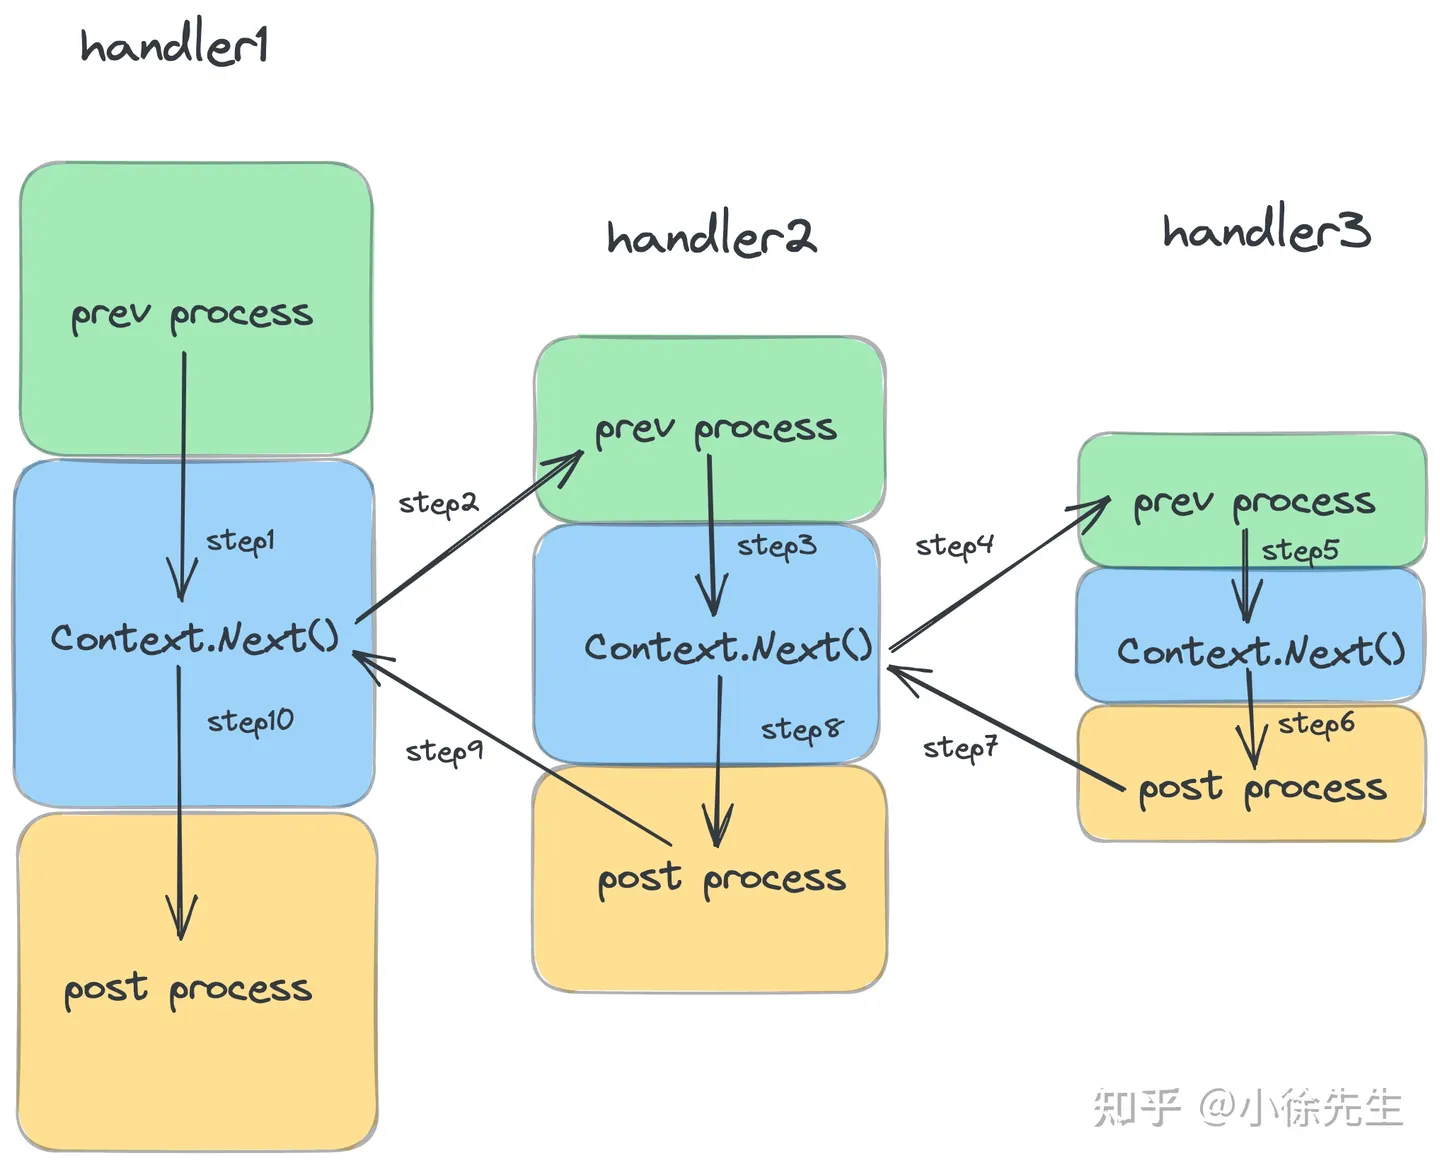 handler1
prev process
step1
Context.Next()
step10
post process
step2
step9
handler2
prev process
step3
Context.Next()
step8
post process
step4
step7
handler3
prev process
step5
Context.Next()
step6
post process
知乎 @小徐先生